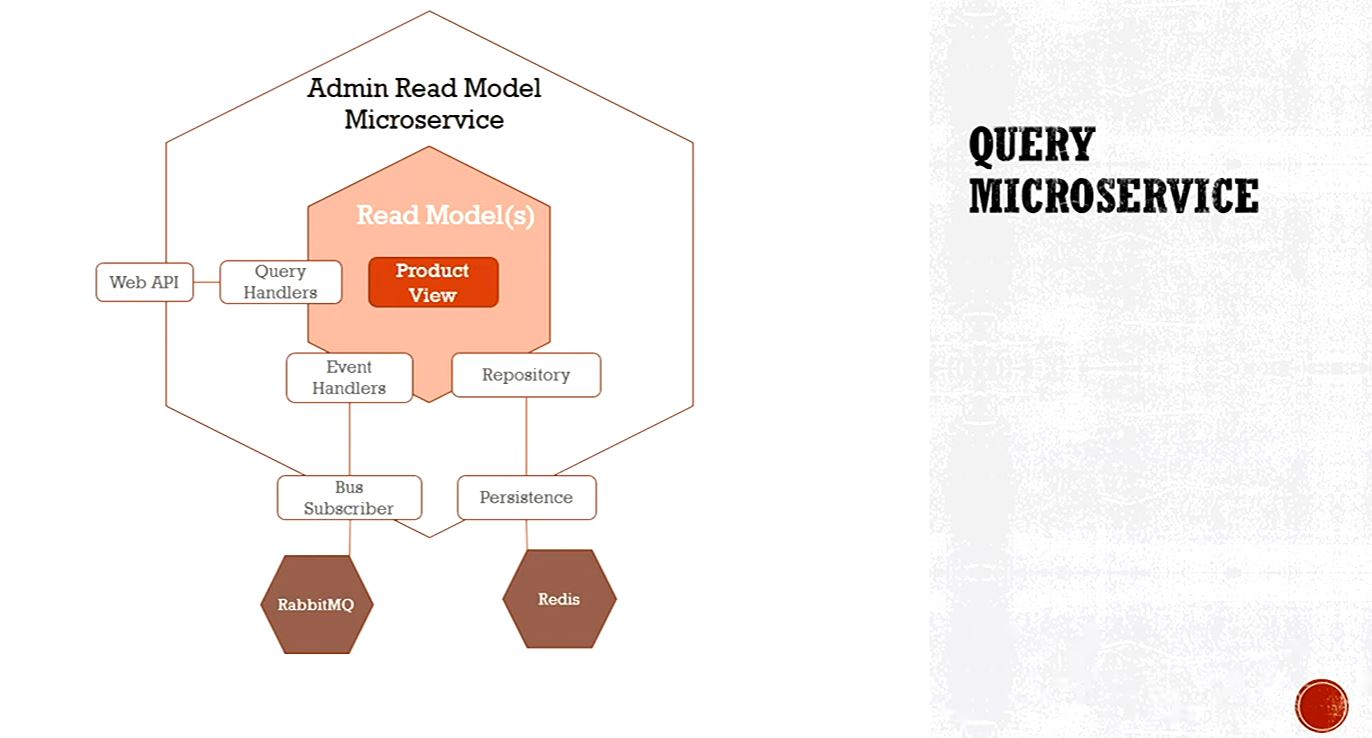 Admin Read Model
Microservice
Read Model(s)
Web API
Query
Handlers
Product
View
Event
Handlers
Repository
Bus
Subscriber
Persistence
RabbitMQ
Redis
QUERY
MICROSERVICE